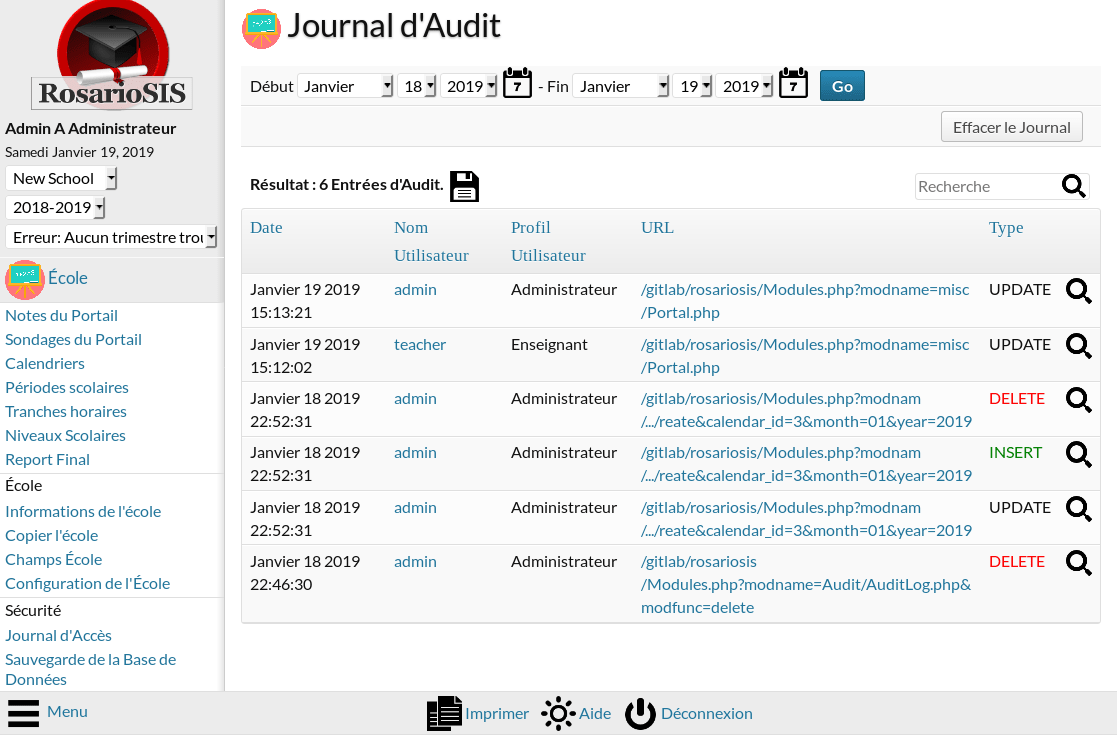 RosarioSIS
Admin A Administrateur
Samedi Janvier 19, 2019
New School
2018-2019
Erreur: Aucun trimestre trou
École
Notes du Portail
Sondages du Portail
Calendriers
Périodes scolaires
Tranches horaires
Niveaux Scolaires
Report Final
École
Informations de l'école
Copier l'école
Champs École
Configuration de l'École
Sécurité
Journal d'Accès
Sauvegarde de la Base de
Données
Journal d'Audit
Début Janvier 18 2019 7 - Fin Janvier 19 2019 7 Go
Effacer le Journal
Résultat : 6 Entrées d'Audit. Recherche
Date Nom Utilisateur Profil Utilisateur URL Type
Janvier 19 2019 admin Administrateur /gitlab/rosariosis/Modules.php?modname=misc UPDATE
15:13:21 /Portal.php
Janvier 19 2019 teacher Enseignant /gitlab/rosariosis/Modules.php?modname=misc UPDATE
15:12:02 /Portal.php
Janvier 18 2019 admin Administrateur /gitlab/rosariosis/Modules.php?modnam DELETE
22:52:31 /.../reate&calendar_id=3&month=01&year=2019
Janvier 18 2019 admin Administrateur /gitlab/rosariosis/Modules.php?modnam INSERT
22:52:31 /.../reate&calendar_id=3&month=01&year=2019
Janvier 18 2019 admin Administrateur /gitlab/rosariosis/Modules.php?modnam UPDATE
22:52:31 /.../reate&calendar_id=3&month=01&year=2019
Janvier 18 2019 admin Administrateur /gitlab/rosariosis DELETE
22:46:30 /Modules.php?modname=Audit/AuditLog.php&
modfunc=delete
Menu Imprimer Aide Déconnexion